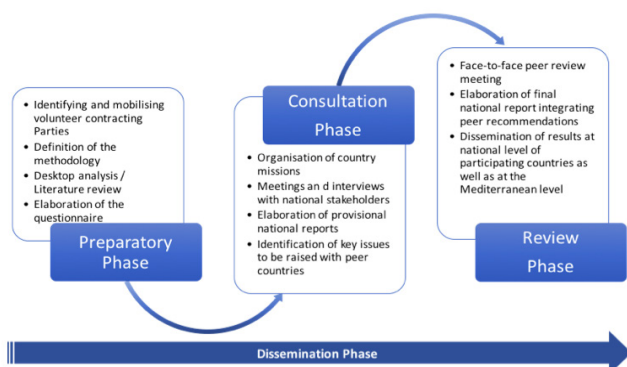 • Identifying and mobilising
volunteer contracting
Parties
• Definition of the
methodology
• Desktop analysis /
Literature review
• Elaboration of the
questionnaire
Preparatory
Phase
Consultation
Phase
• Organisation of country
missions
• Meetings an d interviews
with national stakeholders
• Elaboration of provisional
national reports
• Identification of key issues
to be raised with peer
countries
• Face-to-face peer review
meeting
• Elaboration of final
national report integrating
peer recommendations
• Dissemination of results at
national level of
participating countries as
well as at the
Mediterranean level
Review
Phase
Dissemination Phase